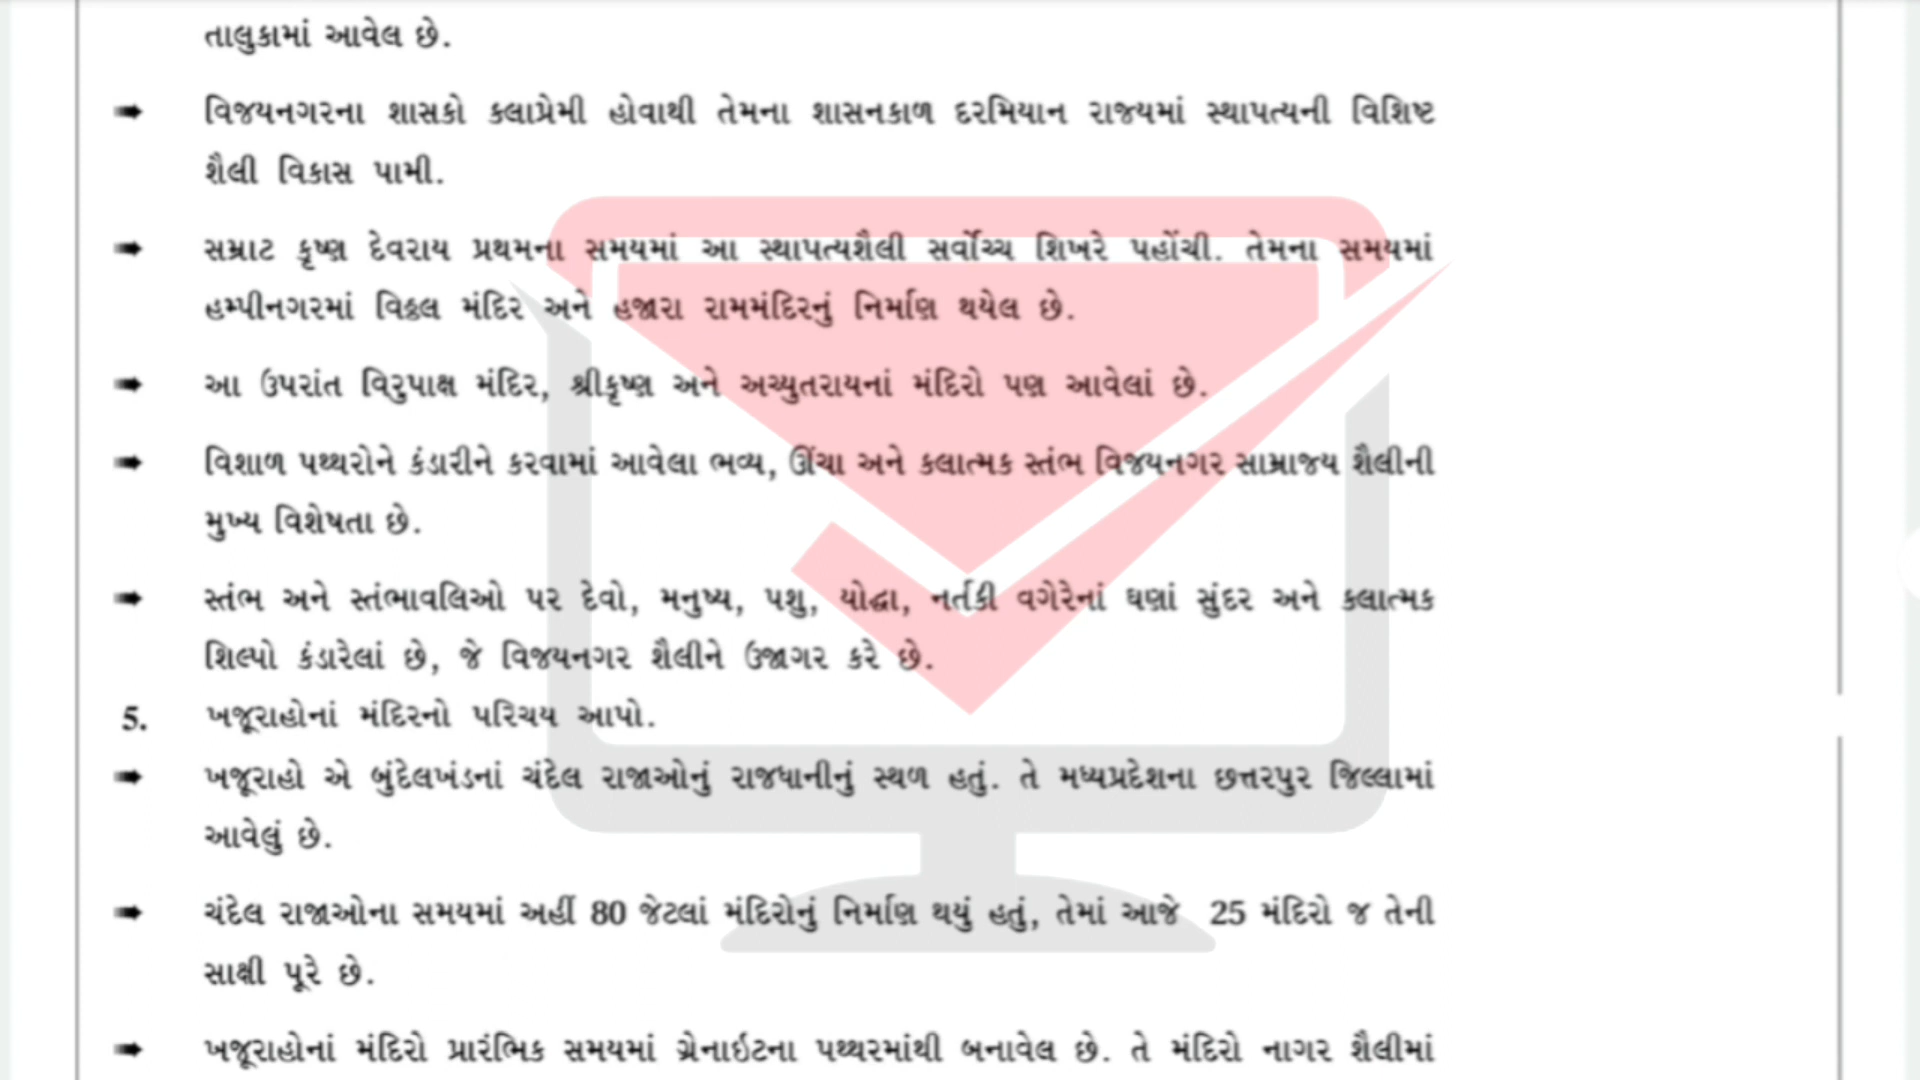 તાલુકામાં આવેલ છે.
➡ વિજયનગરના શાસકો કલાપ્રેમી હોવાથી તેમના શાસનકાળ દરમિયાન રાજ્યમાં સ્થાપત્યની વિશિષ્ટ
શૈલી વિકાસ પામી.
➡ સમ્રાટ કૃષ્ણ દેવરાય પ્રથમના સમયમાં આ સ્થાપત્યશૈલી સર્વોચ્ચ શિખરે પહોંચી. તેમના સમયમાં
હમ્પીનગરમાં વિઠ્ઠલ મંદિર અને હજારા રામમંદિરનું નિર્માણ થયેલ છે.
➡ આ ઉપરાંત વિરુપાક્ષ મંદિર, શ્રીકૃષ્ણ અને અચ્યુતરાયનાં મંદિરો પણ આવેલાં છે.
➡ વિશાળ પથ્થરોને કંડારીને કરવામાં આવેલા ભવ્ય, ઊંચા અને કલાત્મક સ્તંભ વિજયનગર સામ્રાજ્ય શૈલીની
મુખ્ય વિશેષતા છે.
➡ સ્તંભ અને સ્તંભાવલિઓ પર દેવો, મનુષ્ય, પશુ, યોદ્ધા, નર્તકી વગેરેનાં ઘણાં સુંદર અને કલાત્મક
શિલ્પો કંડારેલાં છે, જે વિજયનગર શૈલીને ઉજાગર કરે છે.
5. ખજૂરાહોનાં મંદિરનો પરિચય આપો.
➡ ખજૂરાહો એ બુંદેલખંડનાં ચંદેલ રાજાઓનું રાજધાનીનું સ્થળ હતું. તે મધ્યપ્રદેશના છત્તરપુર જિલ્લામાં
આવેલું છે.
➡ ચંદેલ રાજાઓના સમયમાં અહીં 80 જેટલાં મંદિરોનું નિર્માણ થયું હતું, તેમાં આજે 25 મંદિરો જ તેની
સાક્ષી પૂરે છે.
➡ ખજૂરાહોનાં મંદિરો પ્રારંભિક સમયમાં ગ્રેનાઈટના પથ્થરમાંથી બનાવેલ છે. તે મંદિરો નાગર શૈલીમાં